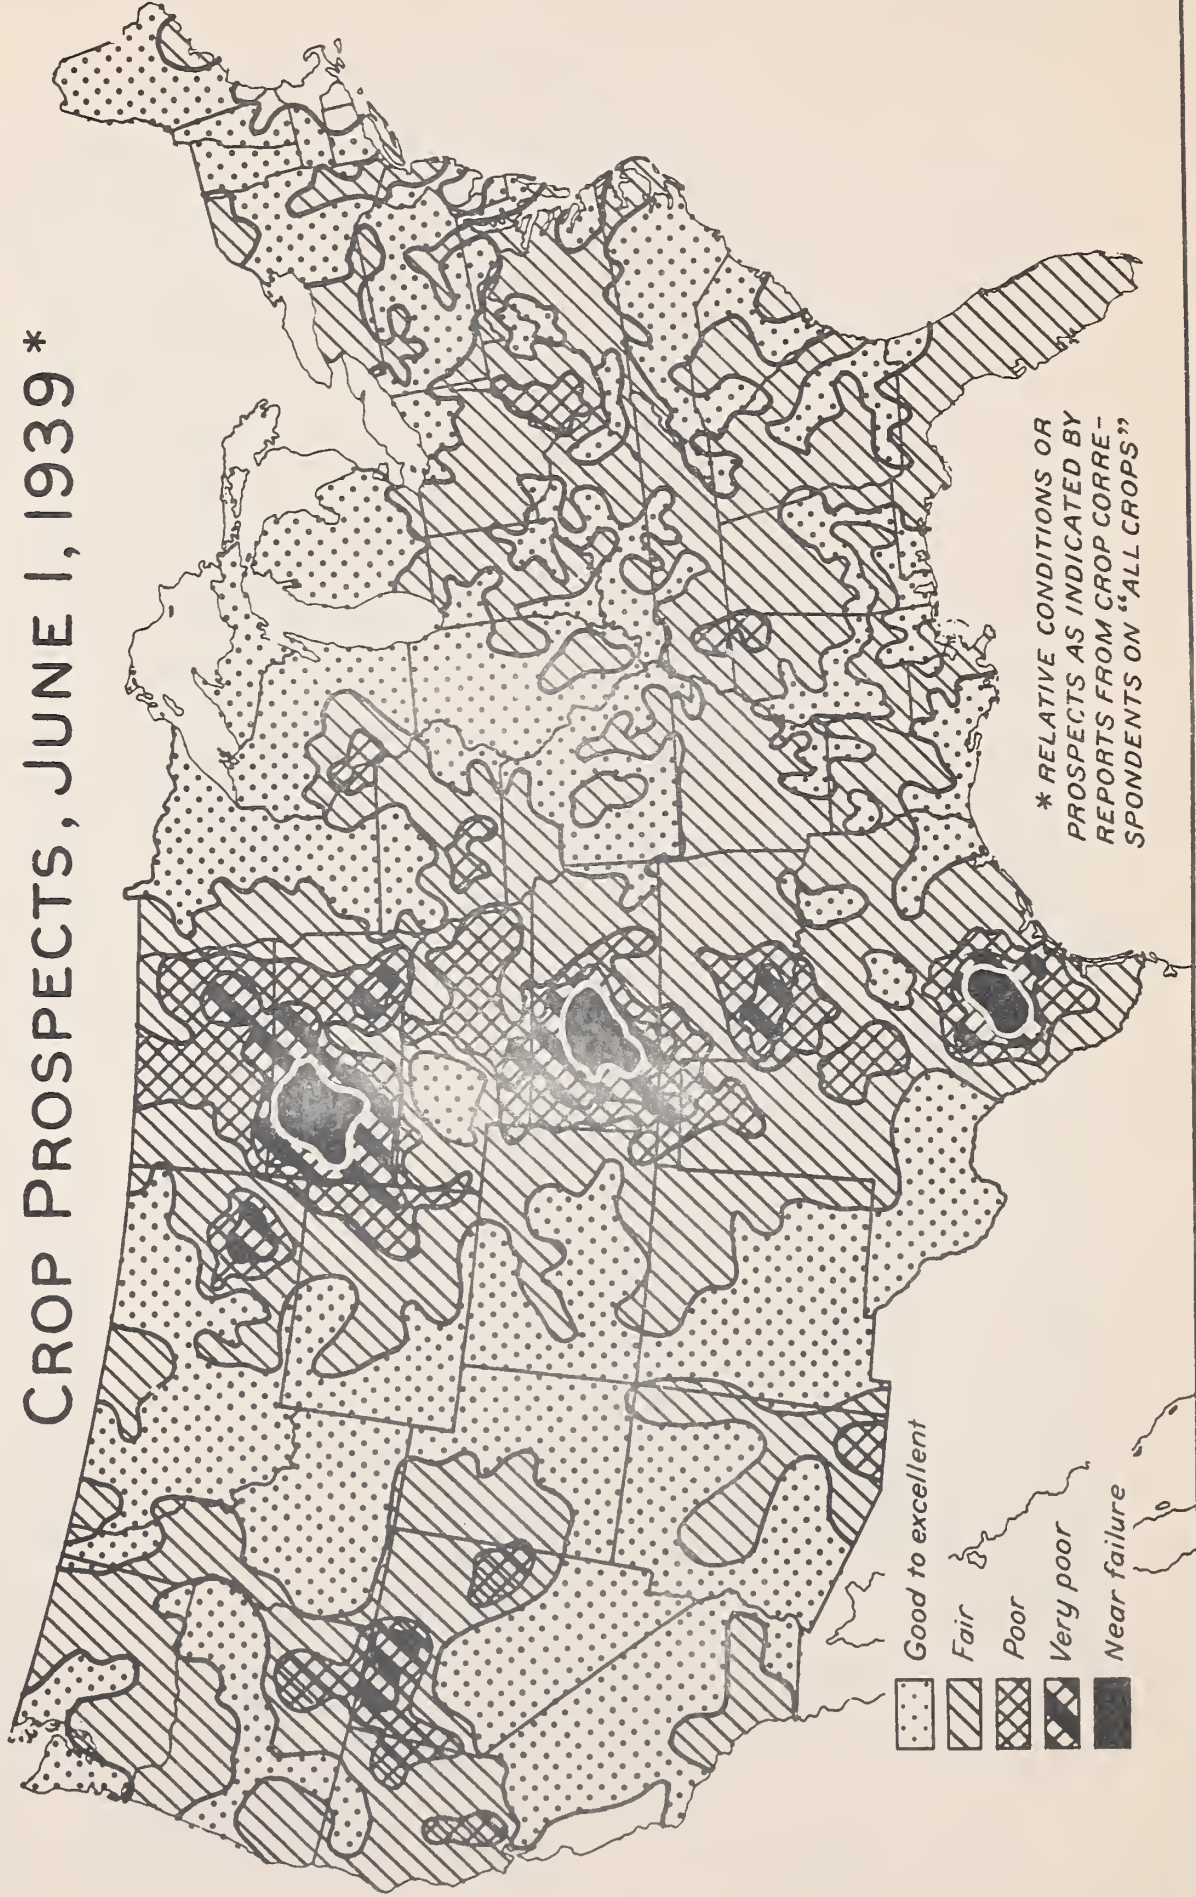 CROP PROSPECTS, JUNE 1, 1939 *
* RELATIVE CONDITIONS OR
PROSPECTS AS INDICATED BY
REPORTS FROM CROP CORRE-
SPONDENTS ON “ALL CROPS”
Good to excellent
Fair
Poor
Very poor
Near failure